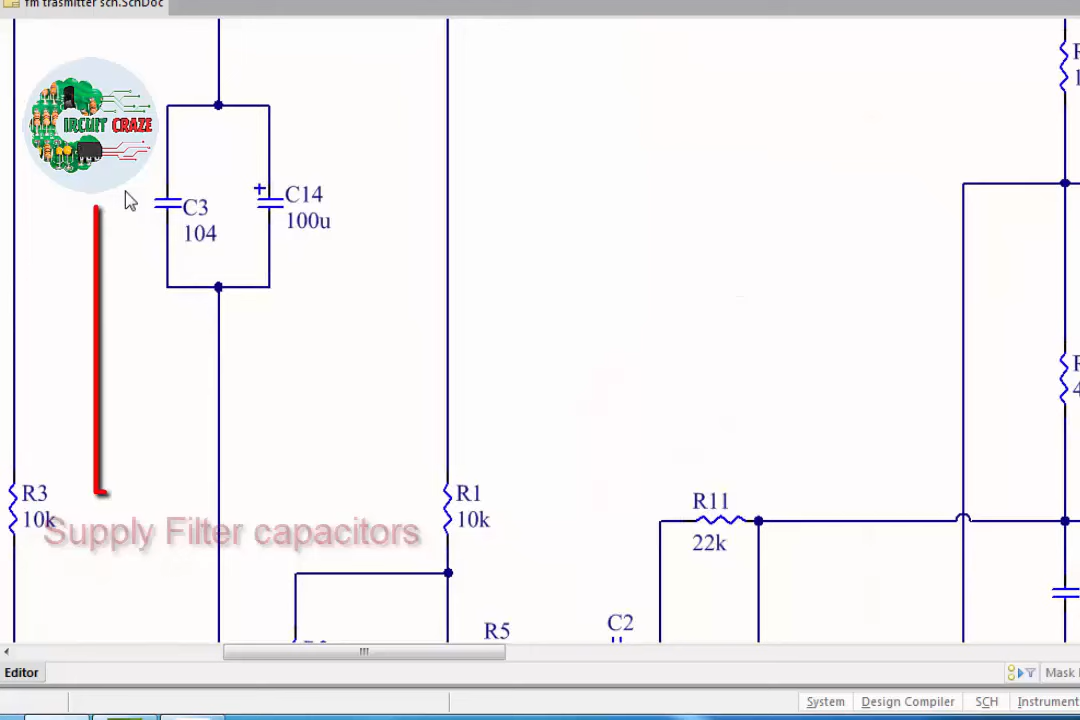 fm trasmitter sch.SchDoc
IRCUIT CRAZE
C3
104
+
C14
100u
R3
10k
Supply Filter capacitors
R1
10k
R11
22k
R5
C2
Editor
Mask
System
Design Compiler
SCH
Instrument